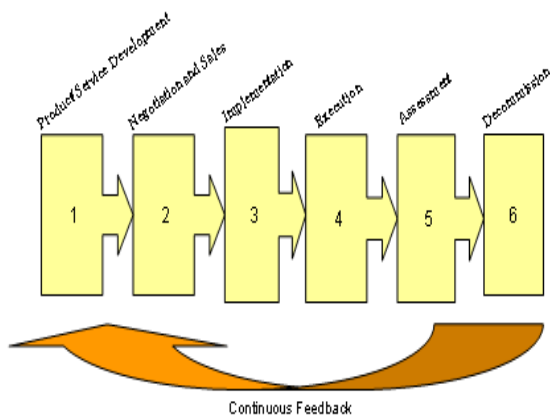 Product/Service Development
Negotiation and Sales
Implementation
Execution
Assessment
Decommission
1
2
3
4
5
6
Continuous Feedback